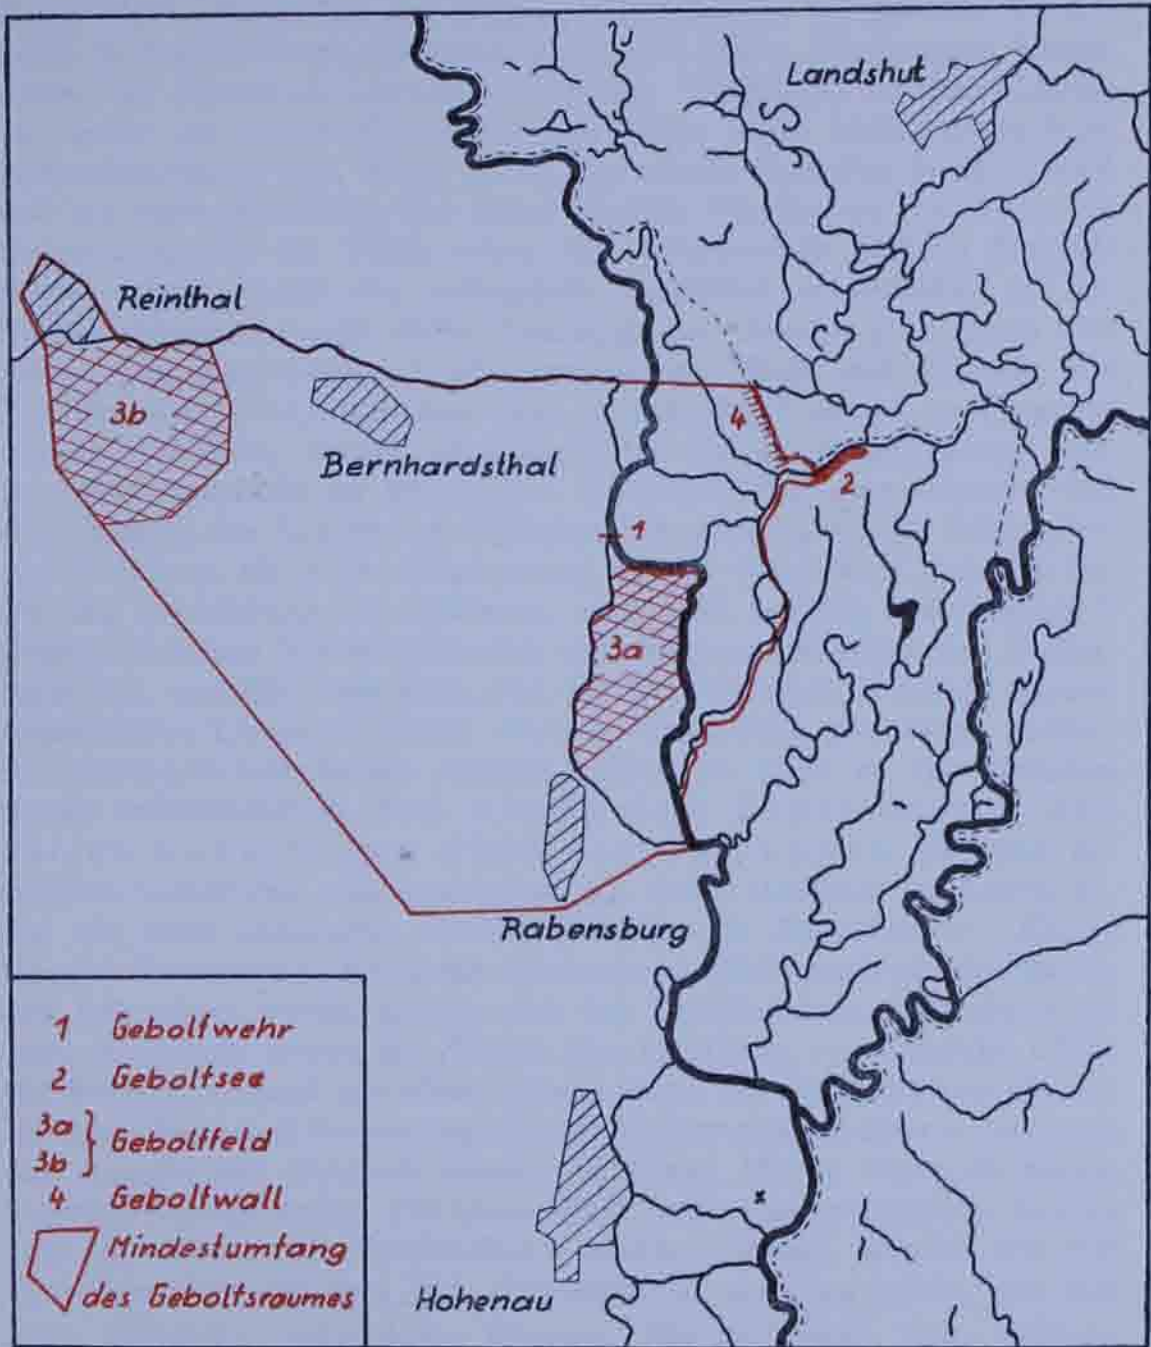 Landshut
Reinthal
3b
4
Bernhardsthal
2
1
3a
Rabensburg
1 Geboltwehr
2 Geboltsee
3a
3b } Geboltfeld
4 Geboltwall
Mindestumfang
des Geboltsraumes
Hohenau
x